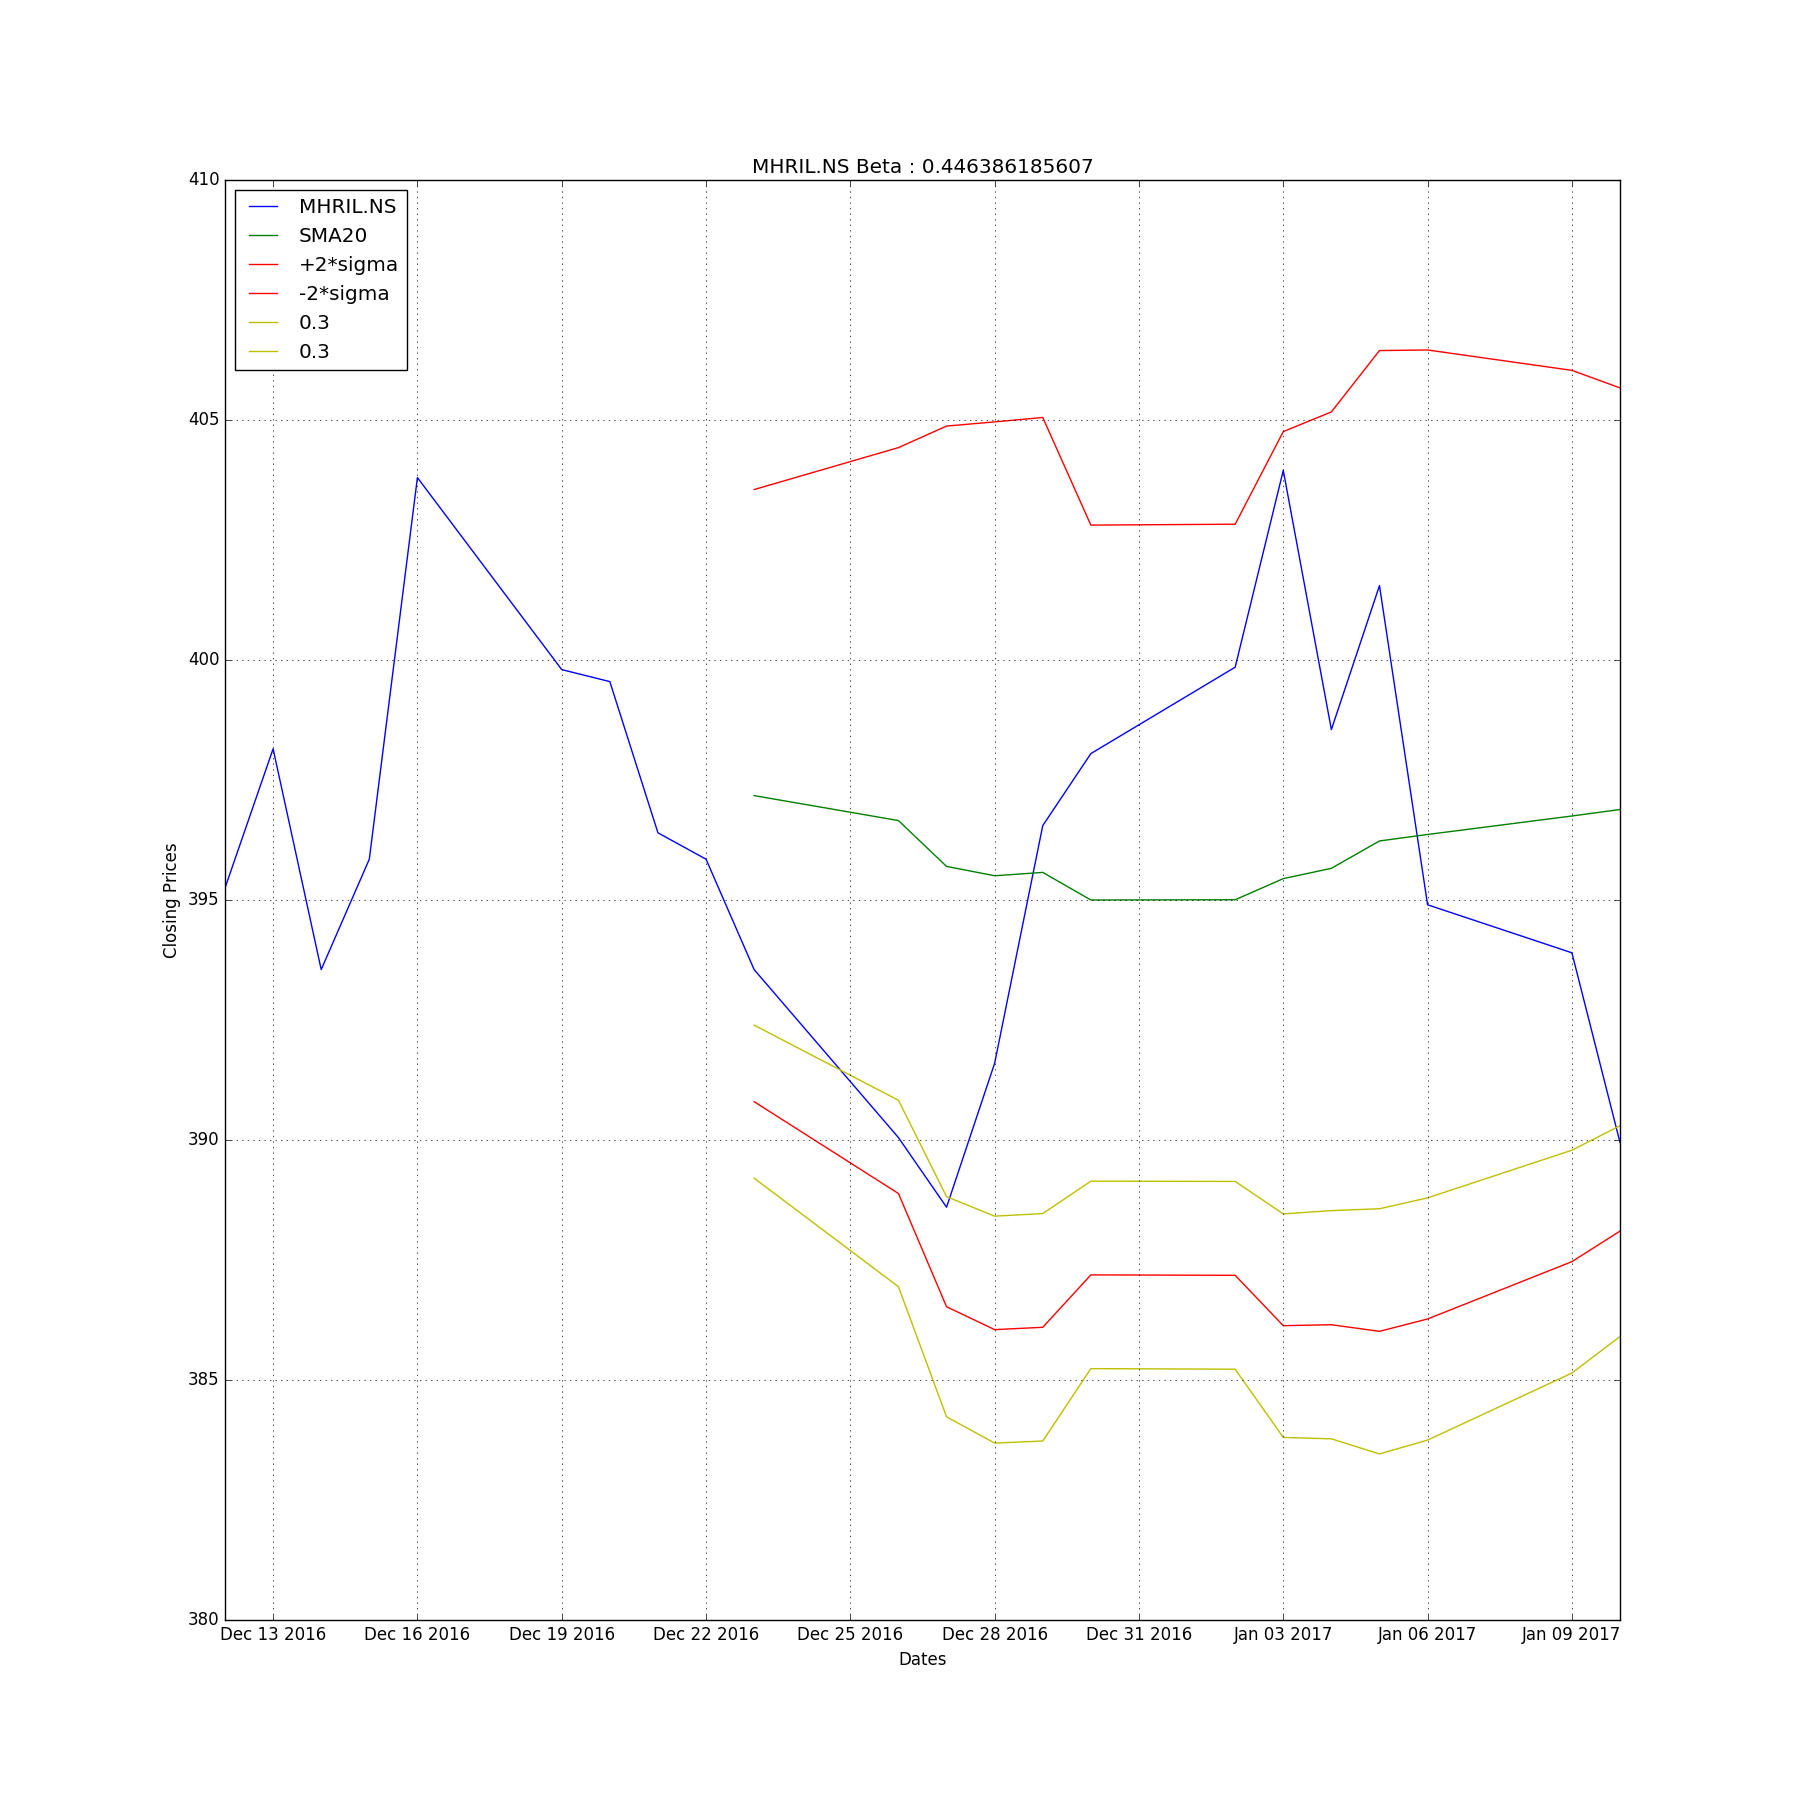 MHRIL.NS Beta : 0.446386185607
MHRIL.NS
SMA20
+2*sigma
-2*sigma
0.3
0.3
410
405
400
395
390
385
380
Closing Prices
Dec 13 2016 Dec 16 2016 Dec 19 2016 Dec 22 2016 Dec 25 2016 Dec 28 2016 Dec 31 2016 Jan 03 2017 Jan 06 2017 Jan 09 2017
Dates